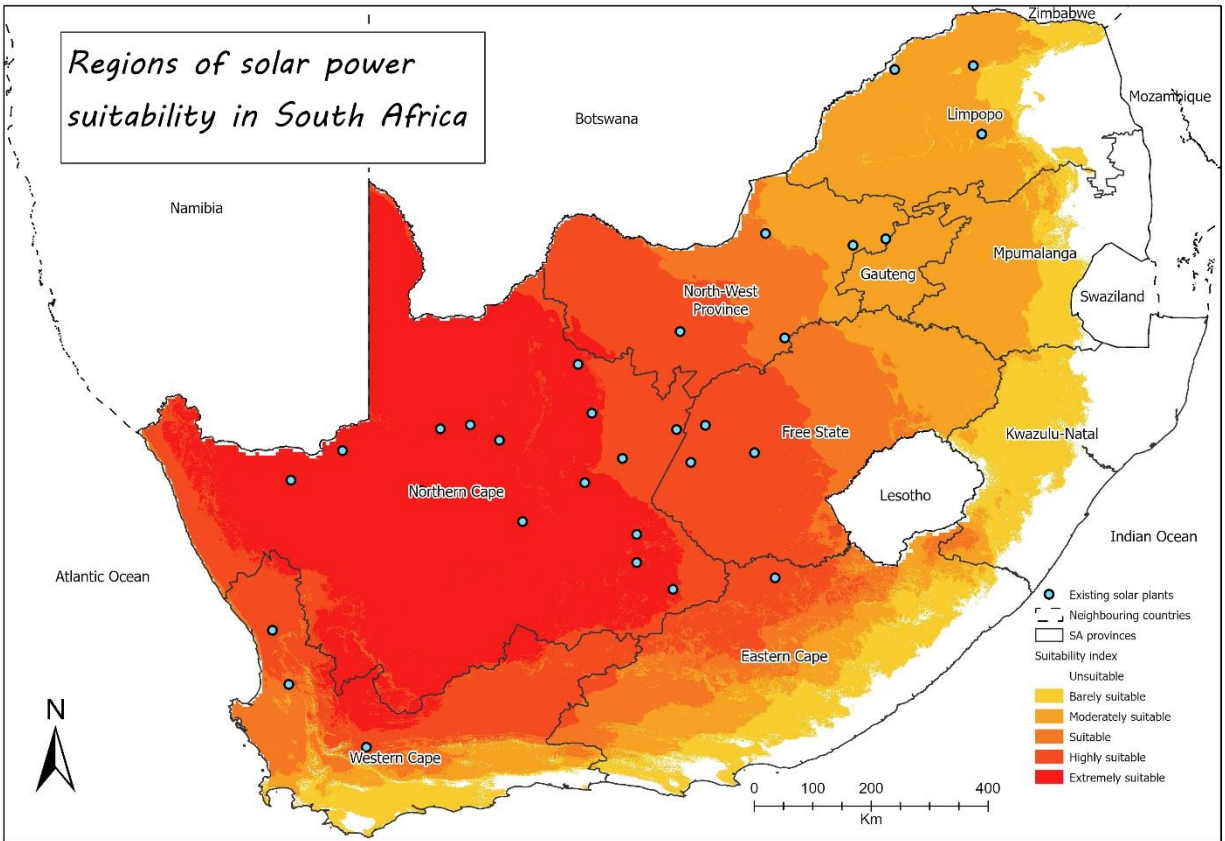 Regions of solar power
suitability in South Africa
Zimbabwe
Mozambique
Botswana
Limpopo
Namibia
Mpumalanga
Gauteng
Swaziland
North-West
Province
Free State
Kwazulu-Natal
Northern Cape
Lesotho
Indian Ocean
Atlantic Ocean
Eastern Cape
Western Cape
N
Existing solar plants
Neighbouring countries
SA provinces
Suitability index
Unsuitable
Barely suitable
Moderately suitable
Suitable
Highly suitable
Extremely suitable
0 100 200 400
Km